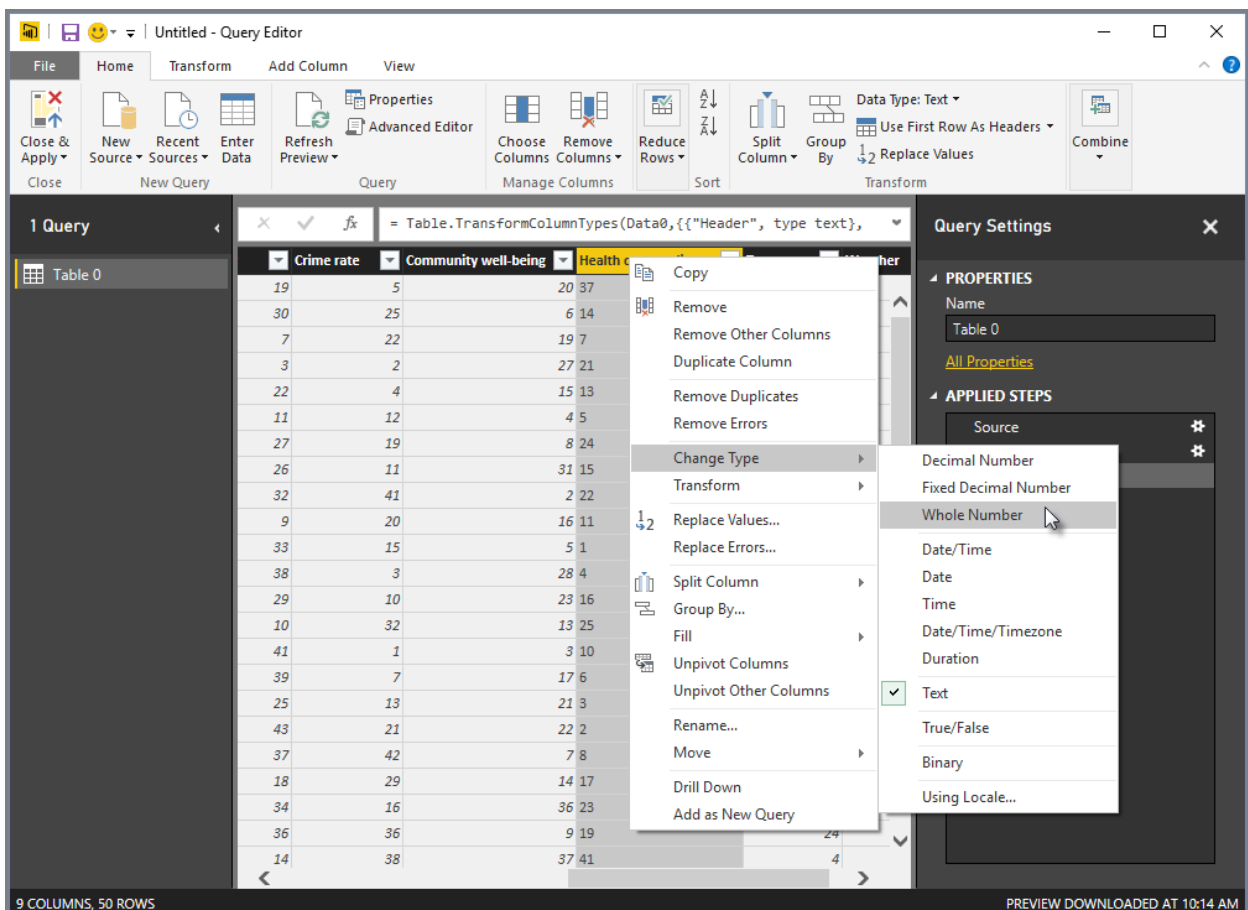 Untitled - Query Editor
File Home Transform Add Column View
Close & Apply
New Source
Recent Sources
Enter Data
Refresh Preview
Properties
Advanced Editor
Choose Columns
Remove Columns
Reduce Rows
Split Column
Group By
Data Type: Text
Use First Row As Headers
Replace Values
Combine
Close New Query Query Manage Columns Sort Transform
1 Query
Table 0
fx = Table.TransformColumnTypes(Data0,{{"Header", type text},
Crime rate Community well-being Health
19 5 20 37
30 25 6 14
7 22 19 7
3 2 27 21
22 4 15 13
11 12 4 5
27 19 8 24
26 11 31 15
32 41 2 22
9 20 16 11
33 15 5 1
38 3 28 4
29 10 23 16
10 32 13 25
41 1 3 10
39 7 17 6
25 13 21 3
43 21 22 2
37 42 7 8
18 29 14 17
34 16 36 23
36 36 9 19 24
14 38 37 41 4
Copy
Remove
Remove Other Columns
Duplicate Column
Remove Duplicates
Remove Errors
Change Type
Transform
Replace Values...
Replace Errors...
Split Column
Group By...
Fill
Unpivot Columns
Unpivot Other Columns
Rename...
Move
Drill Down
Add as New Query
Decimal Number
Fixed Decimal Number
Whole Number
Date/Time
Date
Time
Date/Time/Timezone
Duration
Text
True/False
Binary
Using Locale...
Query Settings
PROPERTIES
Name
Table 0
All Properties
APPLIED STEPS
Source
9 COLUMNS, 50 ROWS
PREVIEW DOWNLOADED AT 10:14 AM